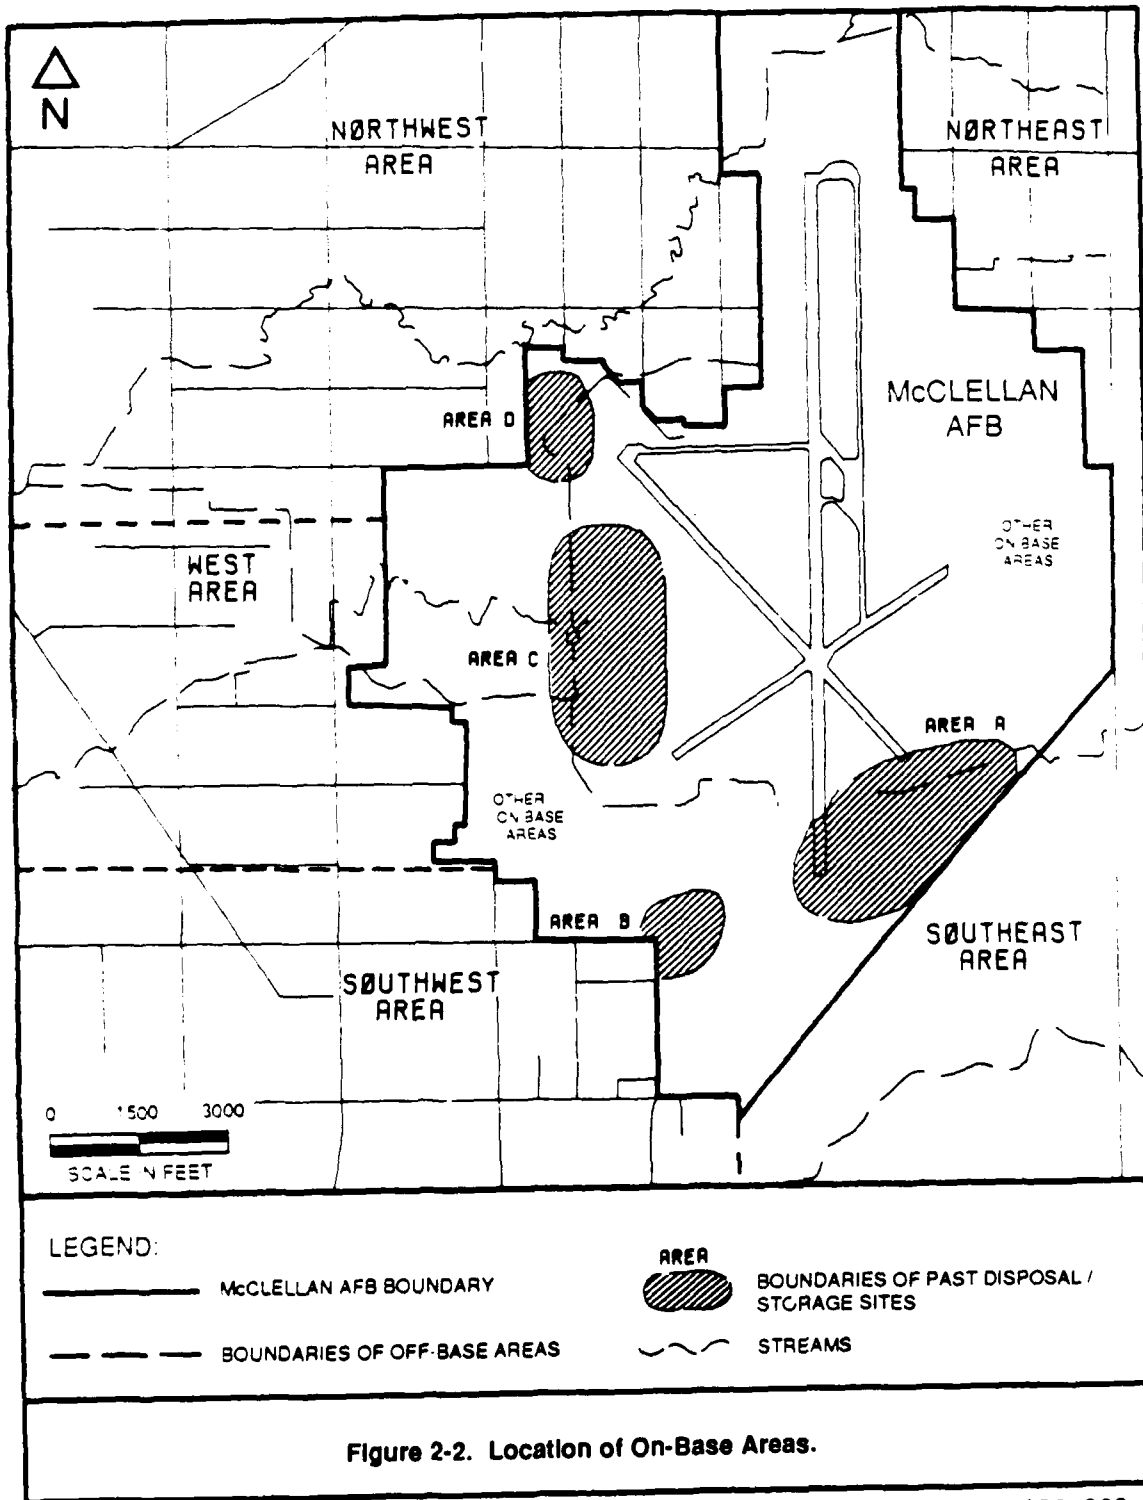 N
NØRTHWEST
AREA
NØRTHEAST
AREA
McCLELLAN
AFB
AREA D
OTHER
ON BASE
AREAS
WEST
AREA
AREA C
AREA A
OTHER
ON BASE
AREAS
AREA B
SØUTHEAST
AREA
SØUTHWEST
AREA
0 1500 3000
SCALE IN FEET
LEGEND:
McCLELLAN AFB BOUNDARY
BOUNDARIES OF OFF-BASE AREAS
AREA
BOUNDARIES OF PAST DISPOSAL /
STORAGE SITES
STREAMS
Figure 2-2. Location of On-Base Areas.